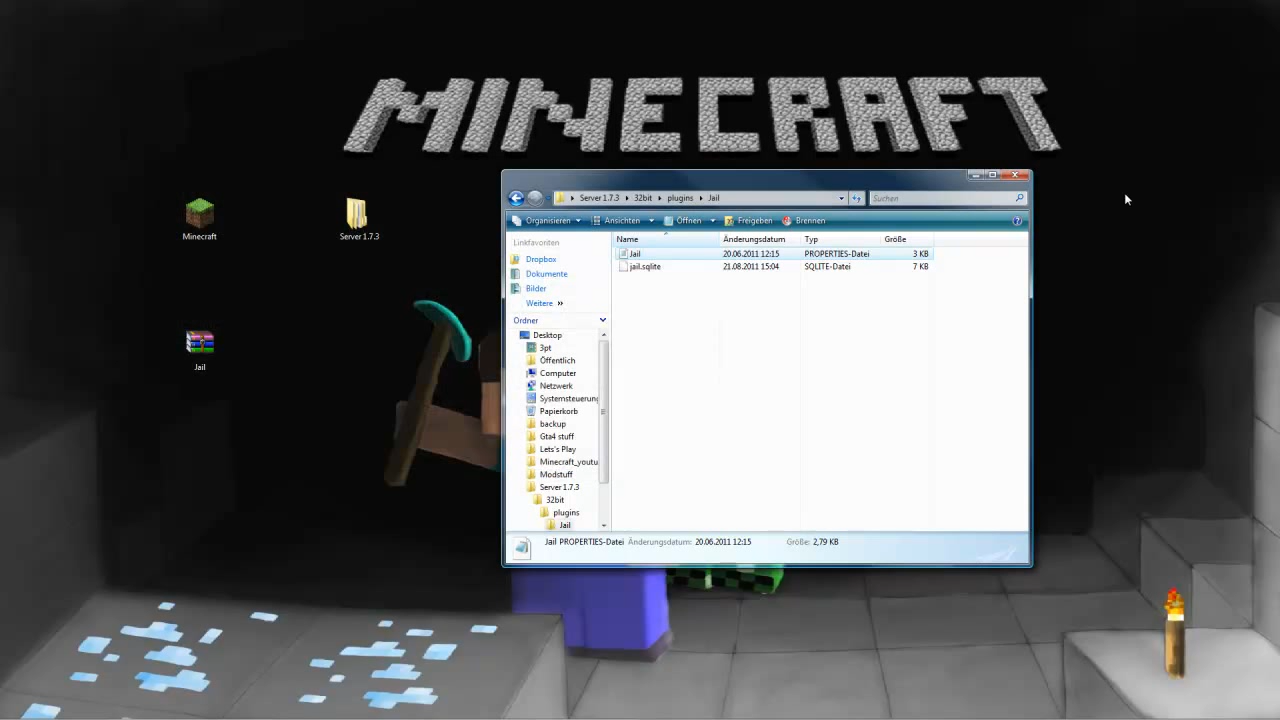 MINECRAFT
Minecraft
Server 1.7.3
Jail
Server 1.7.3 32bit plugins Jail
Suchen
Organisieren Ansichten Öffnen Freigeben Brennen
Linkfavoriten
Dropbox
Dokumente
Bilder
Weitere »
Ordner
Desktop
3pt
Öffentlich
Computer
Netzwerk
Systemsteuerung
Papierkorb
backup
Gta4 stuff
Lets's Play
Minecraft_youtu
Modstuff
Server 1.7.3
32bit
plugins
Jail
Name Änderungsdatum Typ Größe
Jail 20.06.2011 12:15 PROPERTIES-Datei 3 KB
jail.sqlite 21.08.2011 15:04 SQLITE-Datei 7 KB
Jail PROPERTIES-Datei Änderungsdatum: 20.06.2011 12:15 Größe: 2,79 KB